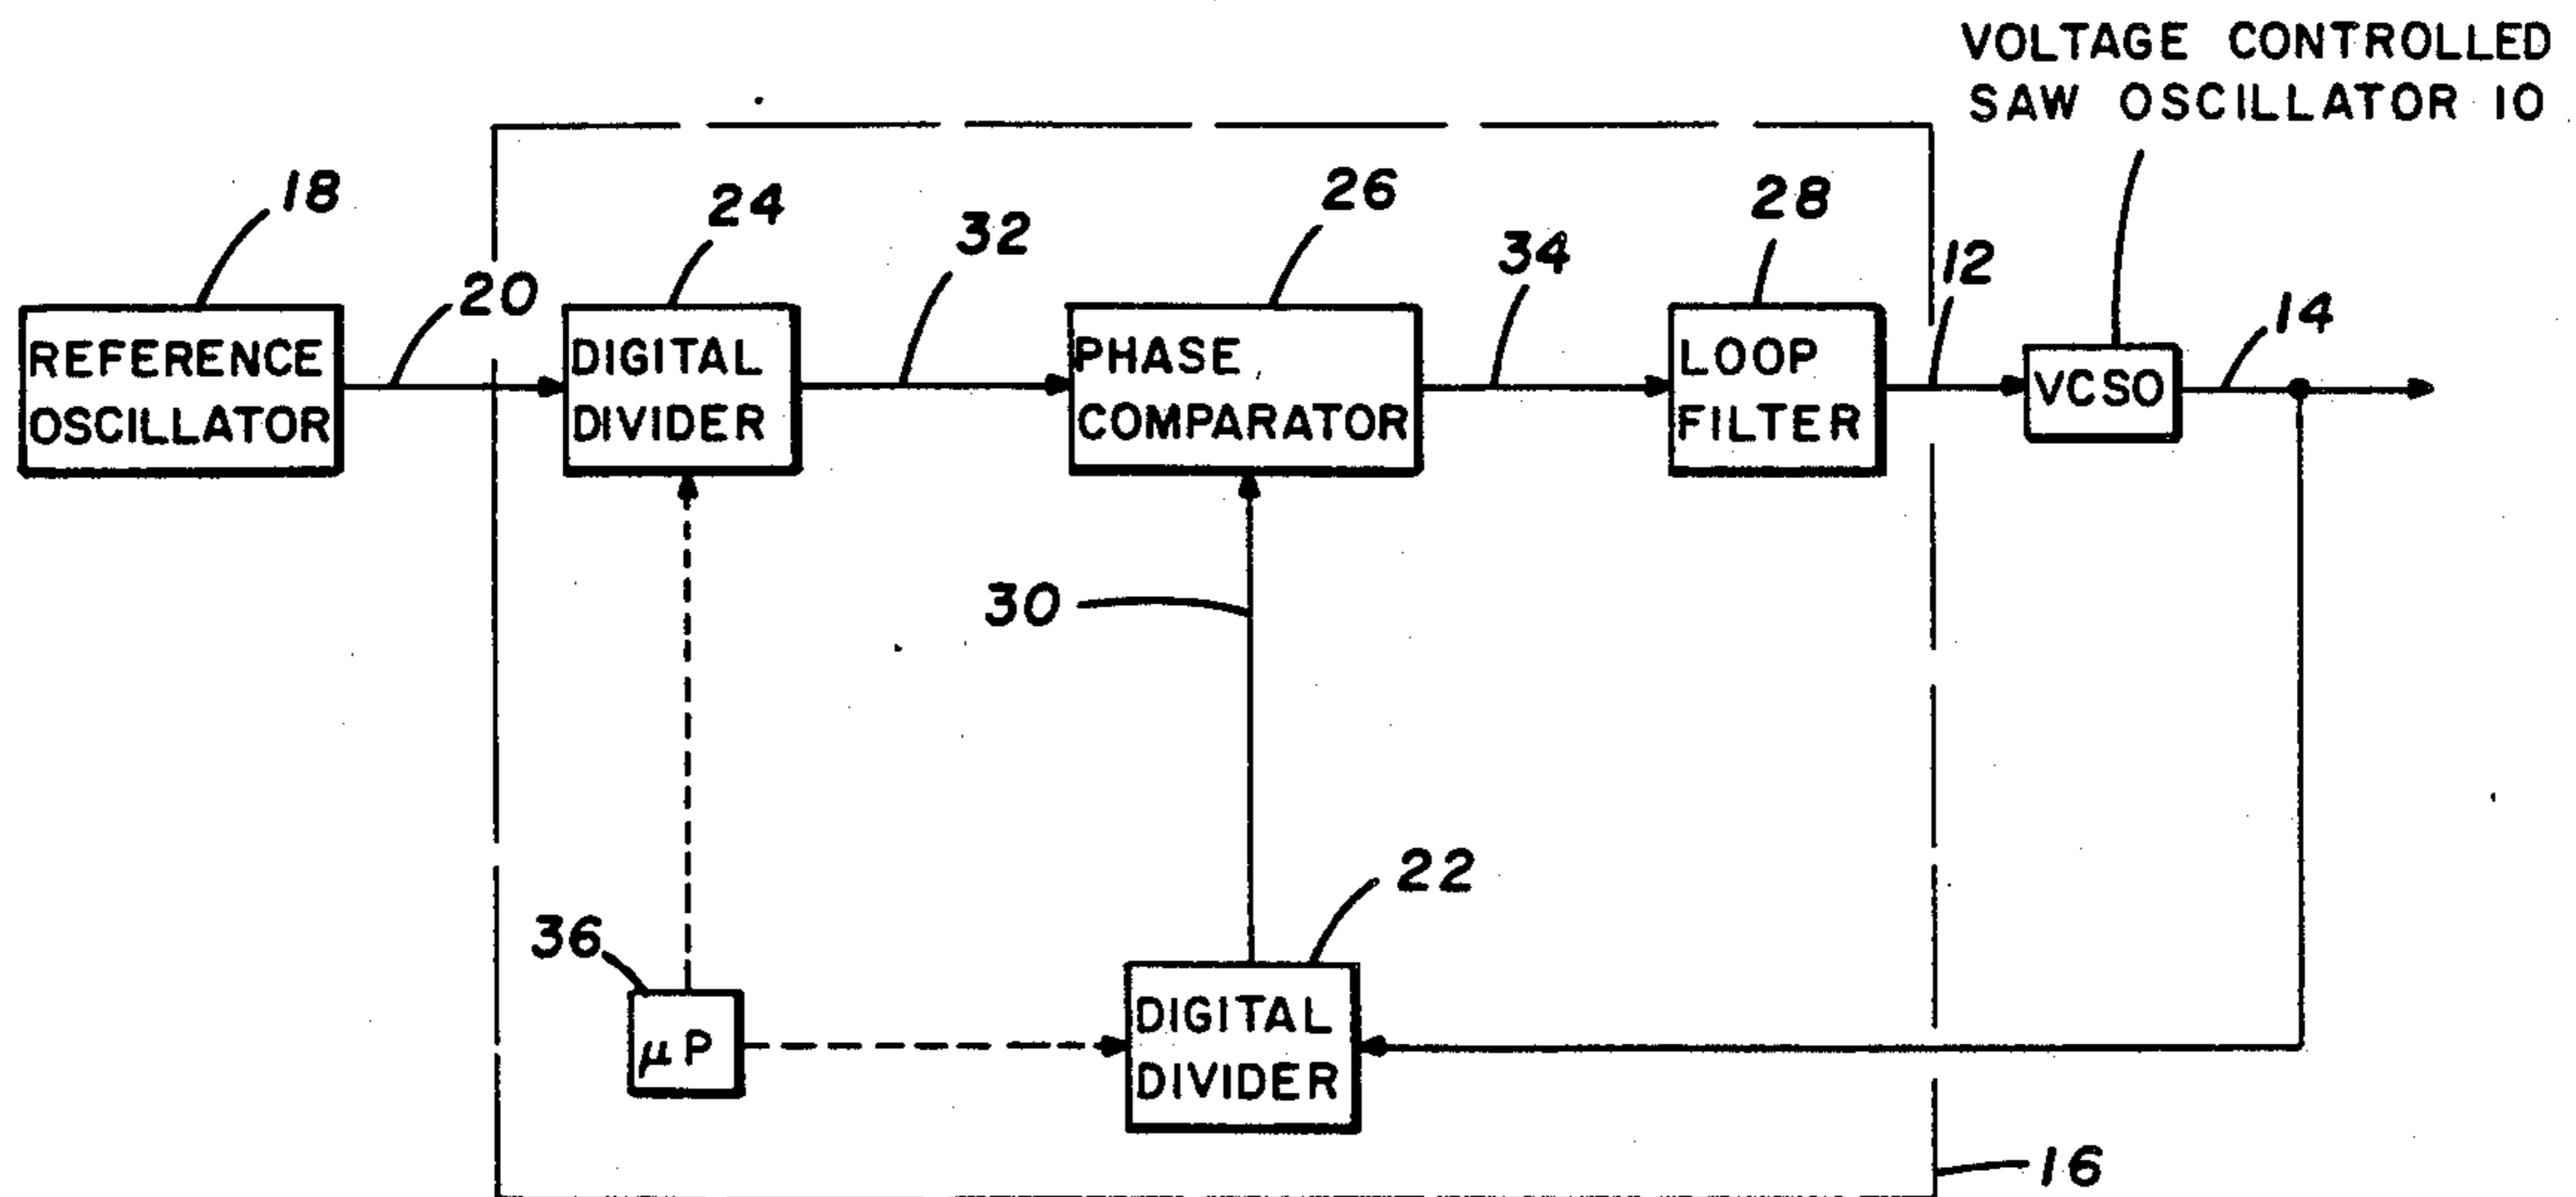 VOLTAGE CONTROLLED
SAW OSCILLATOR 10
18
24
26
28
32
34
12
20
14
REFERENCE
OSCILLATOR
DIGITAL
DIVIDER
PHASE
COMPARATOR
LOOP
FILTER
VCSO
30
22
36
μP
DIGITAL
DIVIDER
16